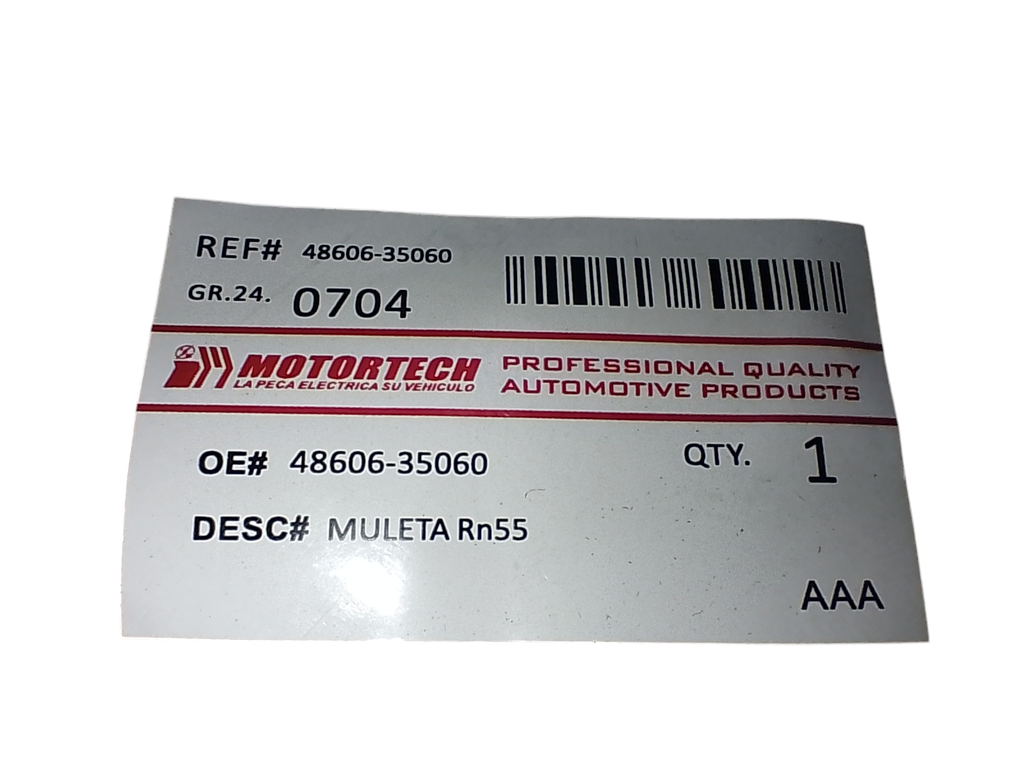 REF# 48606-35060
GR.24. 0704
MOTORTECH
LA PECA ELECTRICA SU VEHICULO
PROFESSIONAL QUALITY
AUTOMOTIVE PRODUCTS
OE# 48606-35060
QTY. 1
DESC# MULETA Rn55
AAA